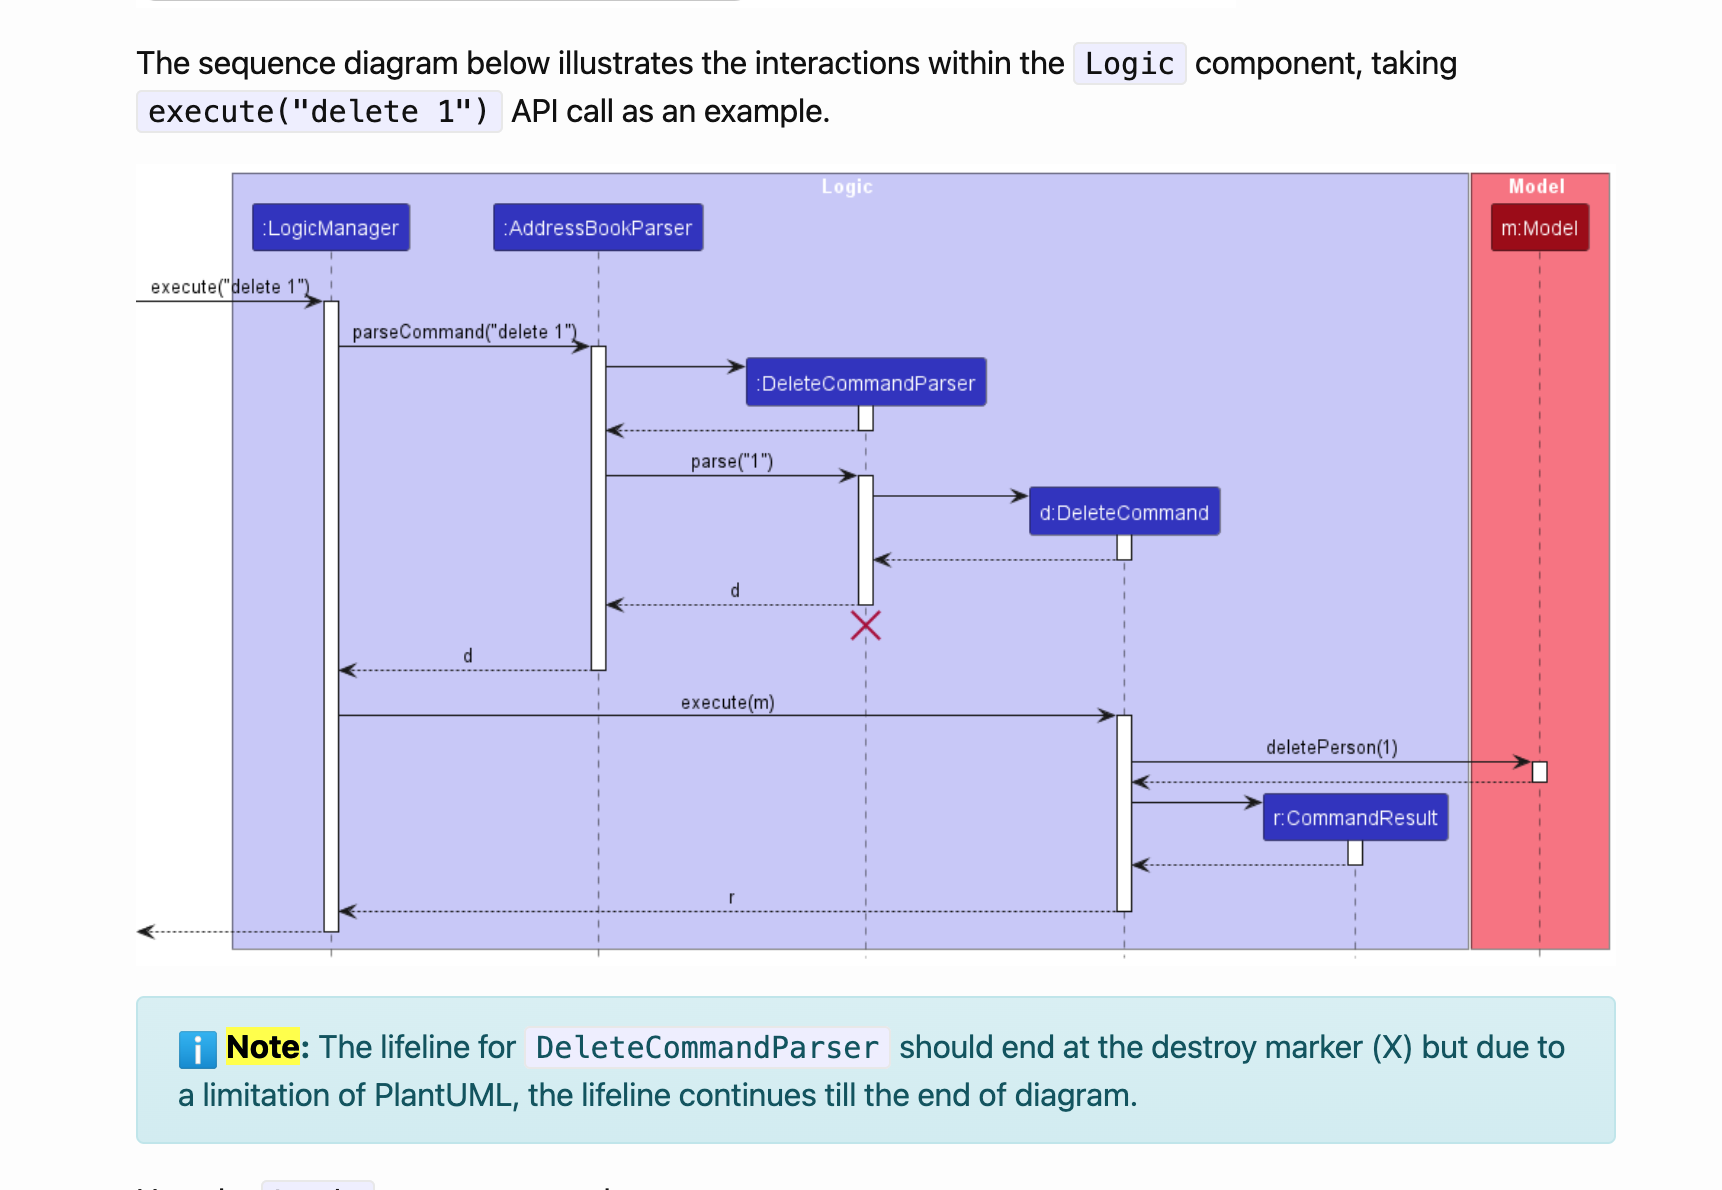 The sequence diagram below illustrates the interactions within the Logic component, taking
execute("delete 1") API call as an example.
Logic
Model
:LogicManager
:AddressBookParser
m:Model
execute("delete 1")
parseCommand("delete 1")
:DeleteCommandParser
parse("1")
d:DeleteCommand
d
d
execute(m)
deletePerson(1)
r:CommandResult
r
Note: The lifeline for DeleteCommandParser should end at the destroy marker (X) but due to
a limitation of PlantUML, the lifeline continues till the end of diagram.